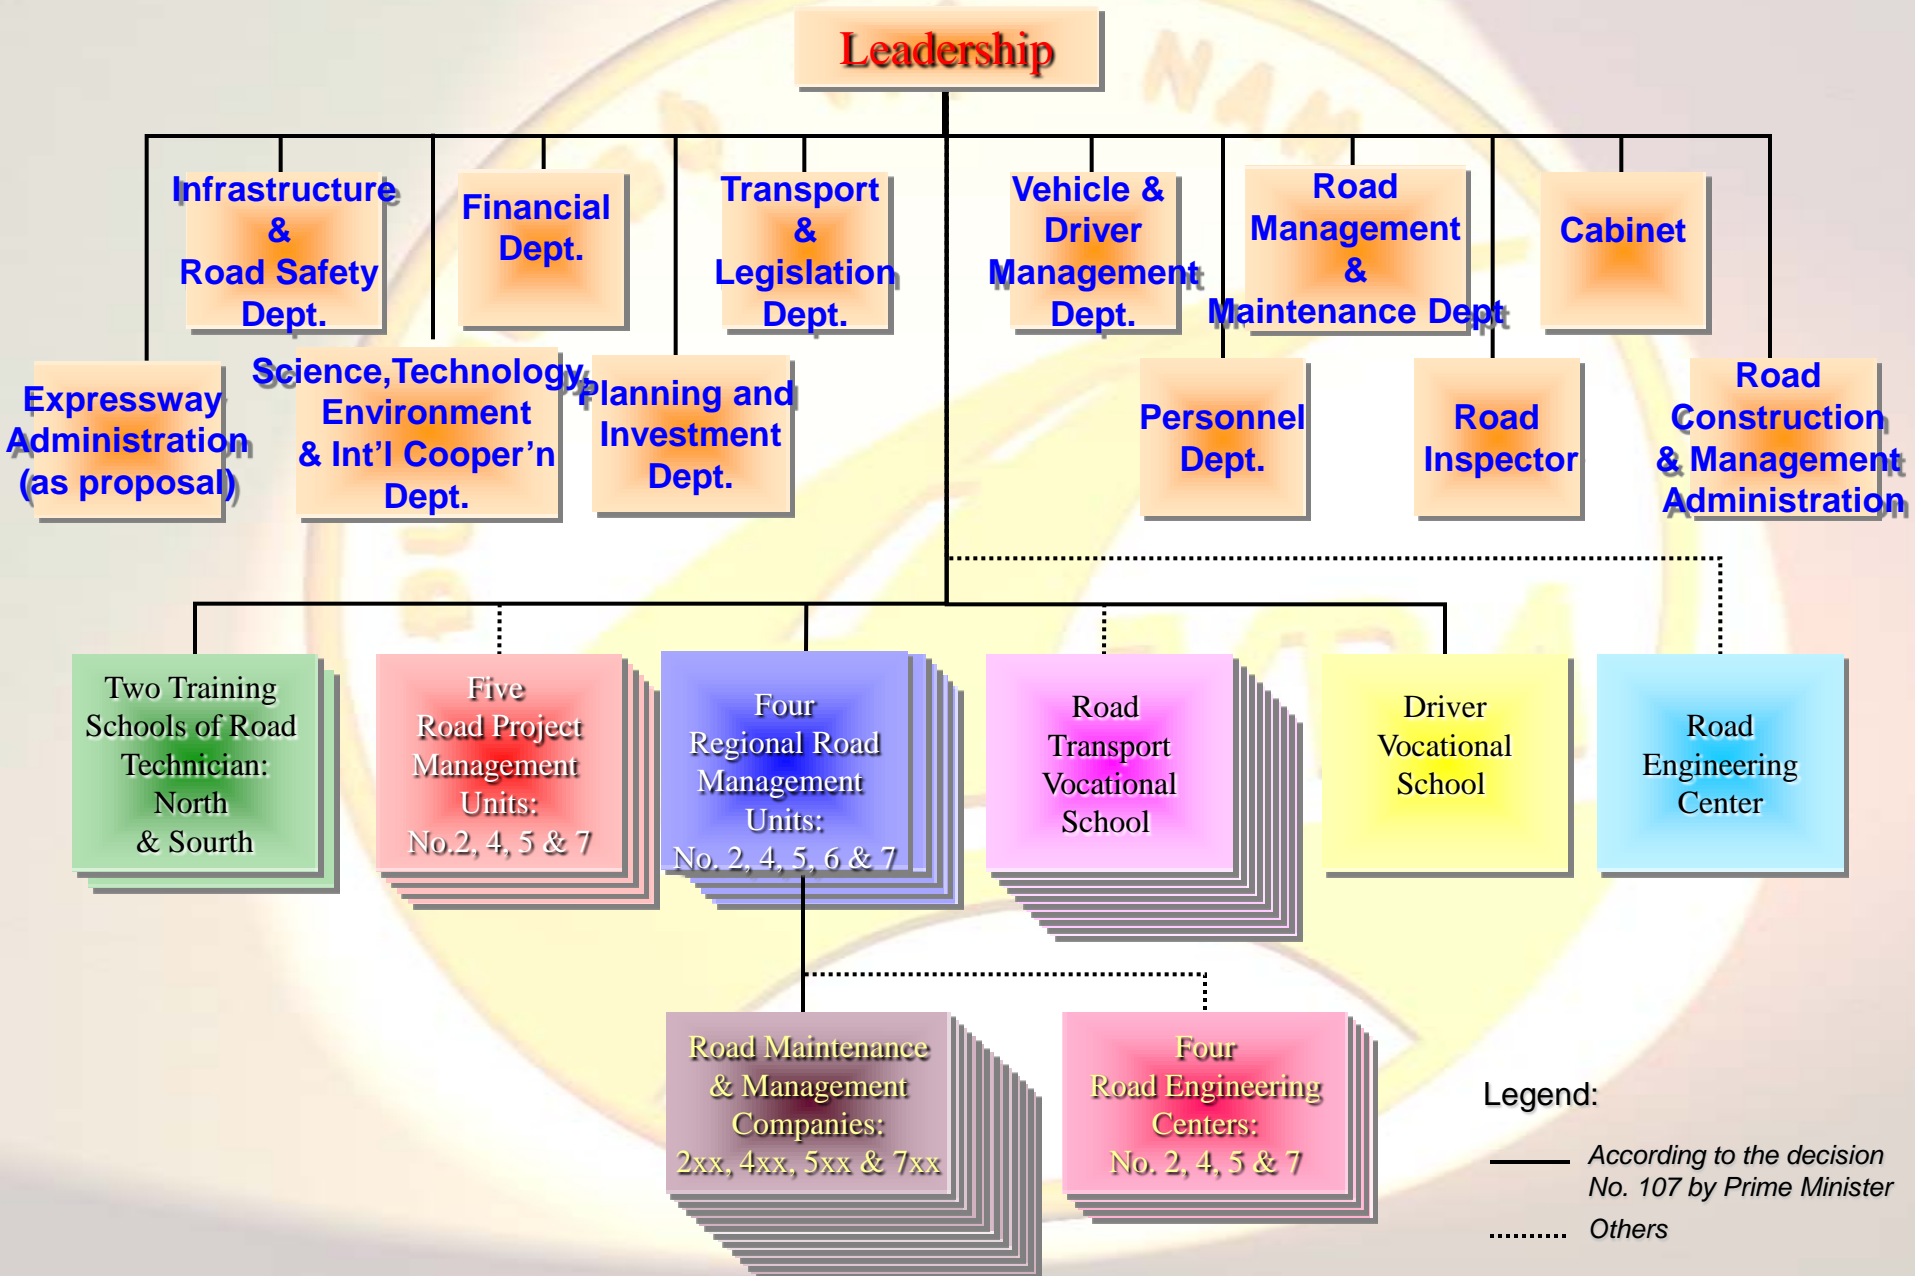 Leadership
Infrastructure
&
Road Safety
Dept.
Financial
Dept.
Transport
&
Legislation
Dept.
Vehicle &
Driver
Management
Dept.
Road
Management
&
Maintenance Dept
Cabinet
Expressway
Administration
(as proposal)
Science,Technology,
Environment
& Int’l Cooper’n
Dept.
Planning and
Investment
Dept.
Personnel
Dept.
Road
Inspector
Road
Construction
& Management
Administration
Two Training
Schools of Road
Technician:
North
& Sourth
Five
Road Project
Management
Units:
No.2, 4, 5 & 7
Four
Regional Road
Management
Units:
No. 2, 4, 5, 6 & 7
Road
Transport
Vocational
School
Driver
Vocational
School
Road
Engineering
Center
Road Maintenance
& Management
Companies:
2xx, 4xx, 5xx & 7xx
Four
Road Engineering
Centers:
No. 2, 4, 5 & 7
Legend:
According to the decision
No. 107 by Prime Minister
Others